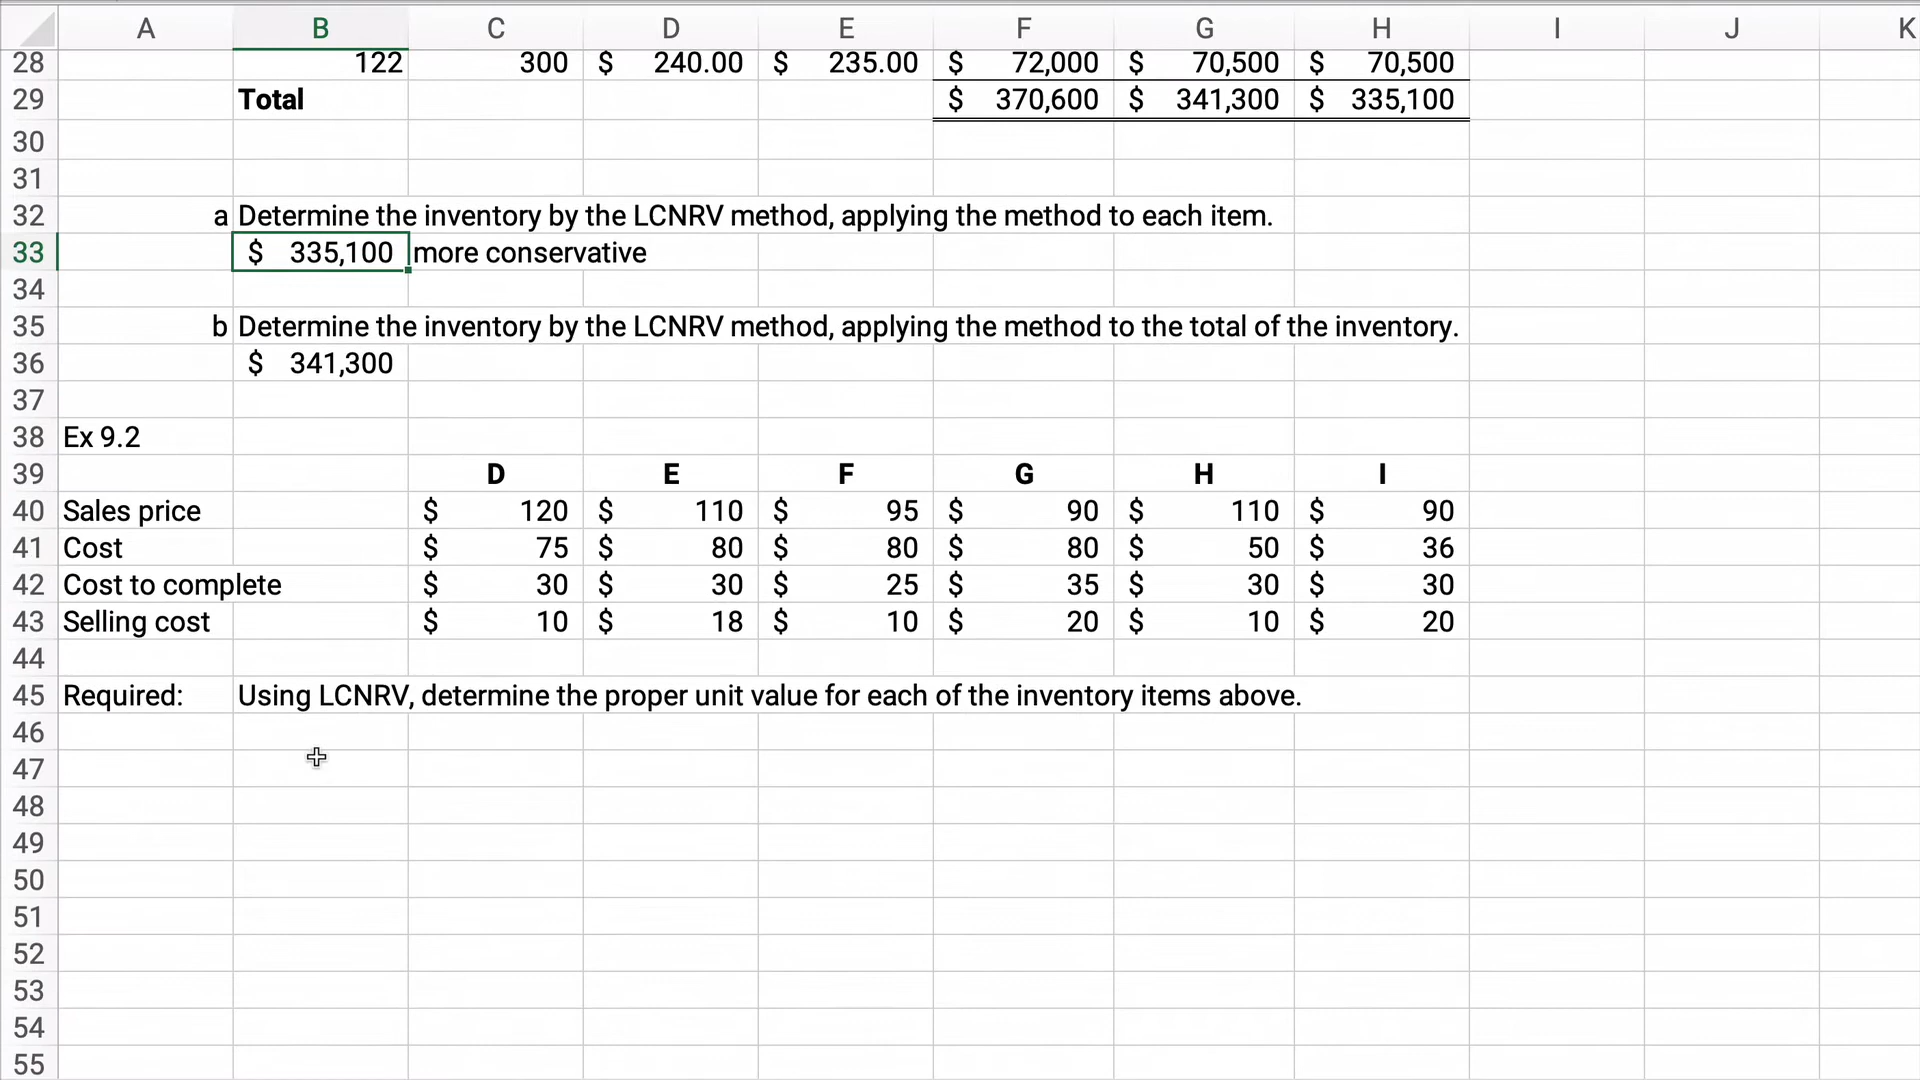 A B C D E F G H I J K
28 122 300 $ 240.00 $ 235.00 $ 72,000 $ 70,500 $ 70,500
29 Total $ 370,600 $ 341,300 $ 335,100
30
31
32 a Determine the inventory by the LCNRV method, applying the method to each item.
33 $ 335,100 more conservative
34
35 b Determine the inventory by the LCNRV method, applying the method to the total of the inventory.
36 $ 341,300
37
38 Ex 9.2
39 D E F G H I
40 Sales price $ 120 $ 110 $ 95 $ 90 $ 110 $ 90
41 Cost $ 75 $ 80 $ 80 $ 80 $ 50 $ 36
42 Cost to complete $ 30 $ 30 $ 25 $ 35 $ 30 $ 30
43 Selling cost $ 10 $ 18 $ 10 $ 20 $ 10 $ 20
44
45 Required: Using LCNRV, determine the proper unit value for each of the inventory items above.
46
47
48
49
50
51
52
53
54
55